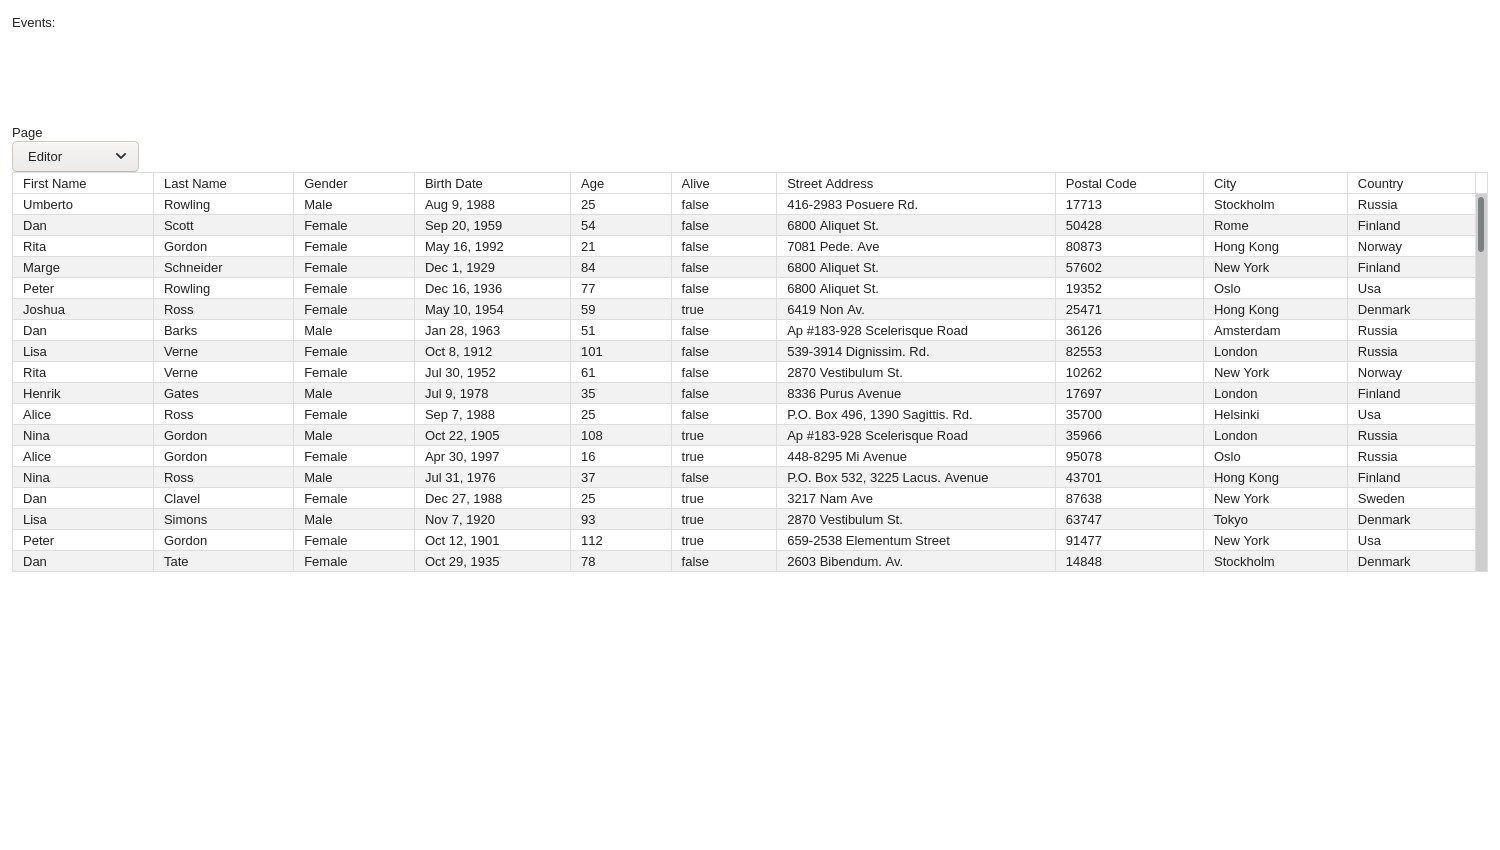 Events:
Page
Editor
First Name Last Name Gender Birth Date Age Alive Street Address Postal Code City Country
Umberto Rowling Male Aug 9, 1988 25 false 416-2983 Posuere Rd. 17713 Stockholm Russia
Dan Scott Female Sep 20, 1959 54 false 6800 Aliquet St. 50428 Rome Finland
Rita Gordon Female May 16, 1992 21 false 7081 Pede. Ave 80873 Hong Kong Norway
Marge Schneider Female Dec 1, 1929 84 false 6800 Aliquet St. 57602 New York Finland
Peter Rowling Female Dec 16, 1936 77 false 6800 Aliquet St. 19352 Oslo Usa
Joshua Ross Female May 10, 1954 59 true 6419 Non Av. 25471 Hong Kong Denmark
Dan Barks Male Jan 28, 1963 51 false Ap #183-928 Scelerisque Road 36126 Amsterdam Russia
Lisa Verne Female Oct 8, 1912 101 false 539-3914 Dignissim. Rd. 82553 London Russia
Rita Verne Female Jul 30, 1952 61 false 2870 Vestibulum St. 10262 New York Norway
Henrik Gates Male Jul 9, 1978 35 false 8336 Purus Avenue 17697 London Finland
Alice Ross Female Sep 7, 1988 25 false P.O. Box 496, 1390 Sagittis. Rd. 35700 Helsinki Usa
Nina Gordon Male Oct 22, 1905 108 true Ap #183-928 Scelerisque Road 35966 London Russia
Alice Gordon Female Apr 30, 1997 16 true 448-8295 Mi Avenue 95078 Oslo Russia
Nina Ross Male Jul 31, 1976 37 false P.O. Box 532, 3225 Lacus. Avenue 43701 Hong Kong Finland
Dan Clavel Female Dec 27, 1988 25 true 3217 Nam Ave 87638 New York Sweden
Lisa Simons Male Nov 7, 1920 93 true 2870 Vestibulum St. 63747 Tokyo Denmark
Peter Gordon Female Oct 12, 1901 112 true 659-2538 Elementum Street 91477 New York Usa
Dan Tate Female Oct 29, 1935 78 false 2603 Bibendum. Av. 14848 Stockholm Denmark